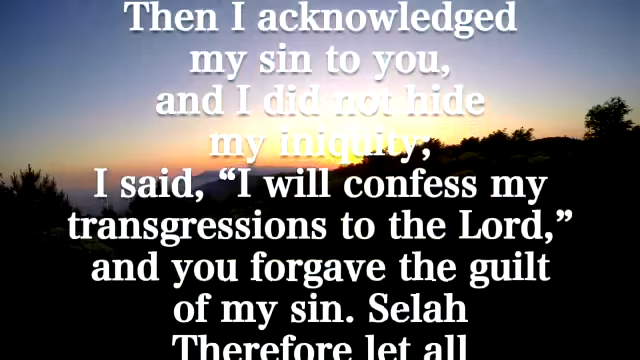 Then I acknowledged
my sin to you,
and I did not hide
my iniquity;
I said, “I will confess my
transgressions to the Lord,”
and you forgave the guilt
of my sin. Selah
Therefore let all